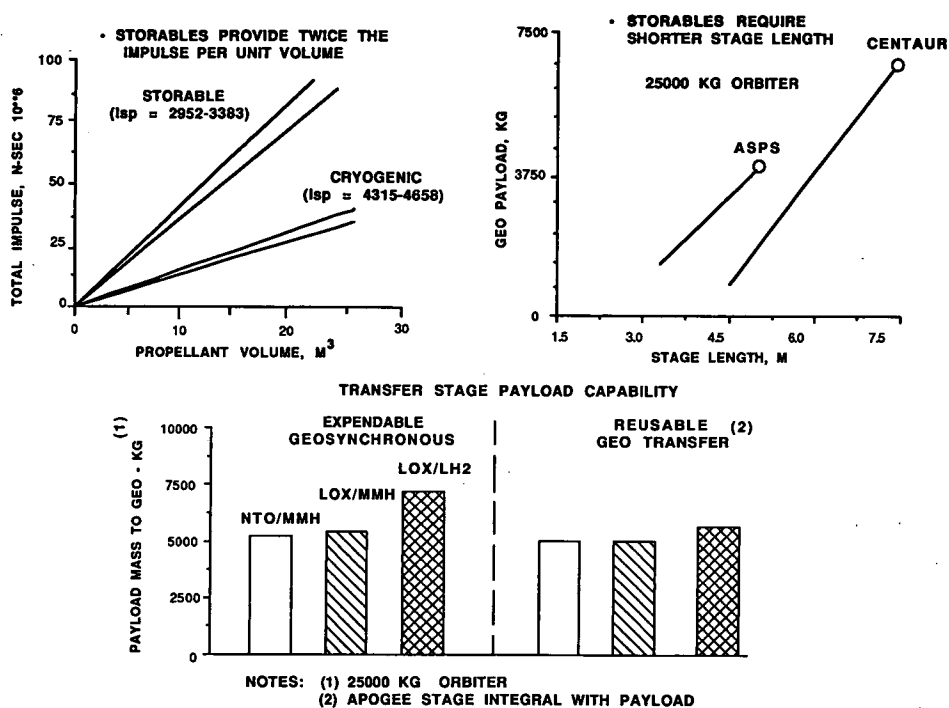 • STORABLES PROVIDE TWICE THE
IMPULSE PER UNIT VOLUME
100
75
50
25
0
TOTAL IMPULSE, N-SEC 10**6
STORABLE
(Isp = 2952-3383)
CRYOGENIC
(Isp = 4315-4658)
0 10 20 30
PROPELLANT VOLUME, M3
• STORABLES REQUIRE
SHORTER STAGE LENGTH
7500
3750
0
GEO PAYLOAD, KG
CENTAUR
25000 KG ORBITER
ASPS
1.5 3.0 4.5 6.0 7.5
STAGE LENGTH, M
TRANSFER STAGE PAYLOAD CAPABILITY
(1)
PAYLOAD MASS TO GEO - KG
10000
7500
5000
2500
0
EXPENDABLE
GEOSYNCHRONOUS
LOX/LH2
LOX/MMH
NTO/MMH
REUSABLE (2)
GEO TRANSFER
NOTES: (1) 25000 KG ORBITER
(2) APOGEE STAGE INTEGRAL WITH PAYLOAD